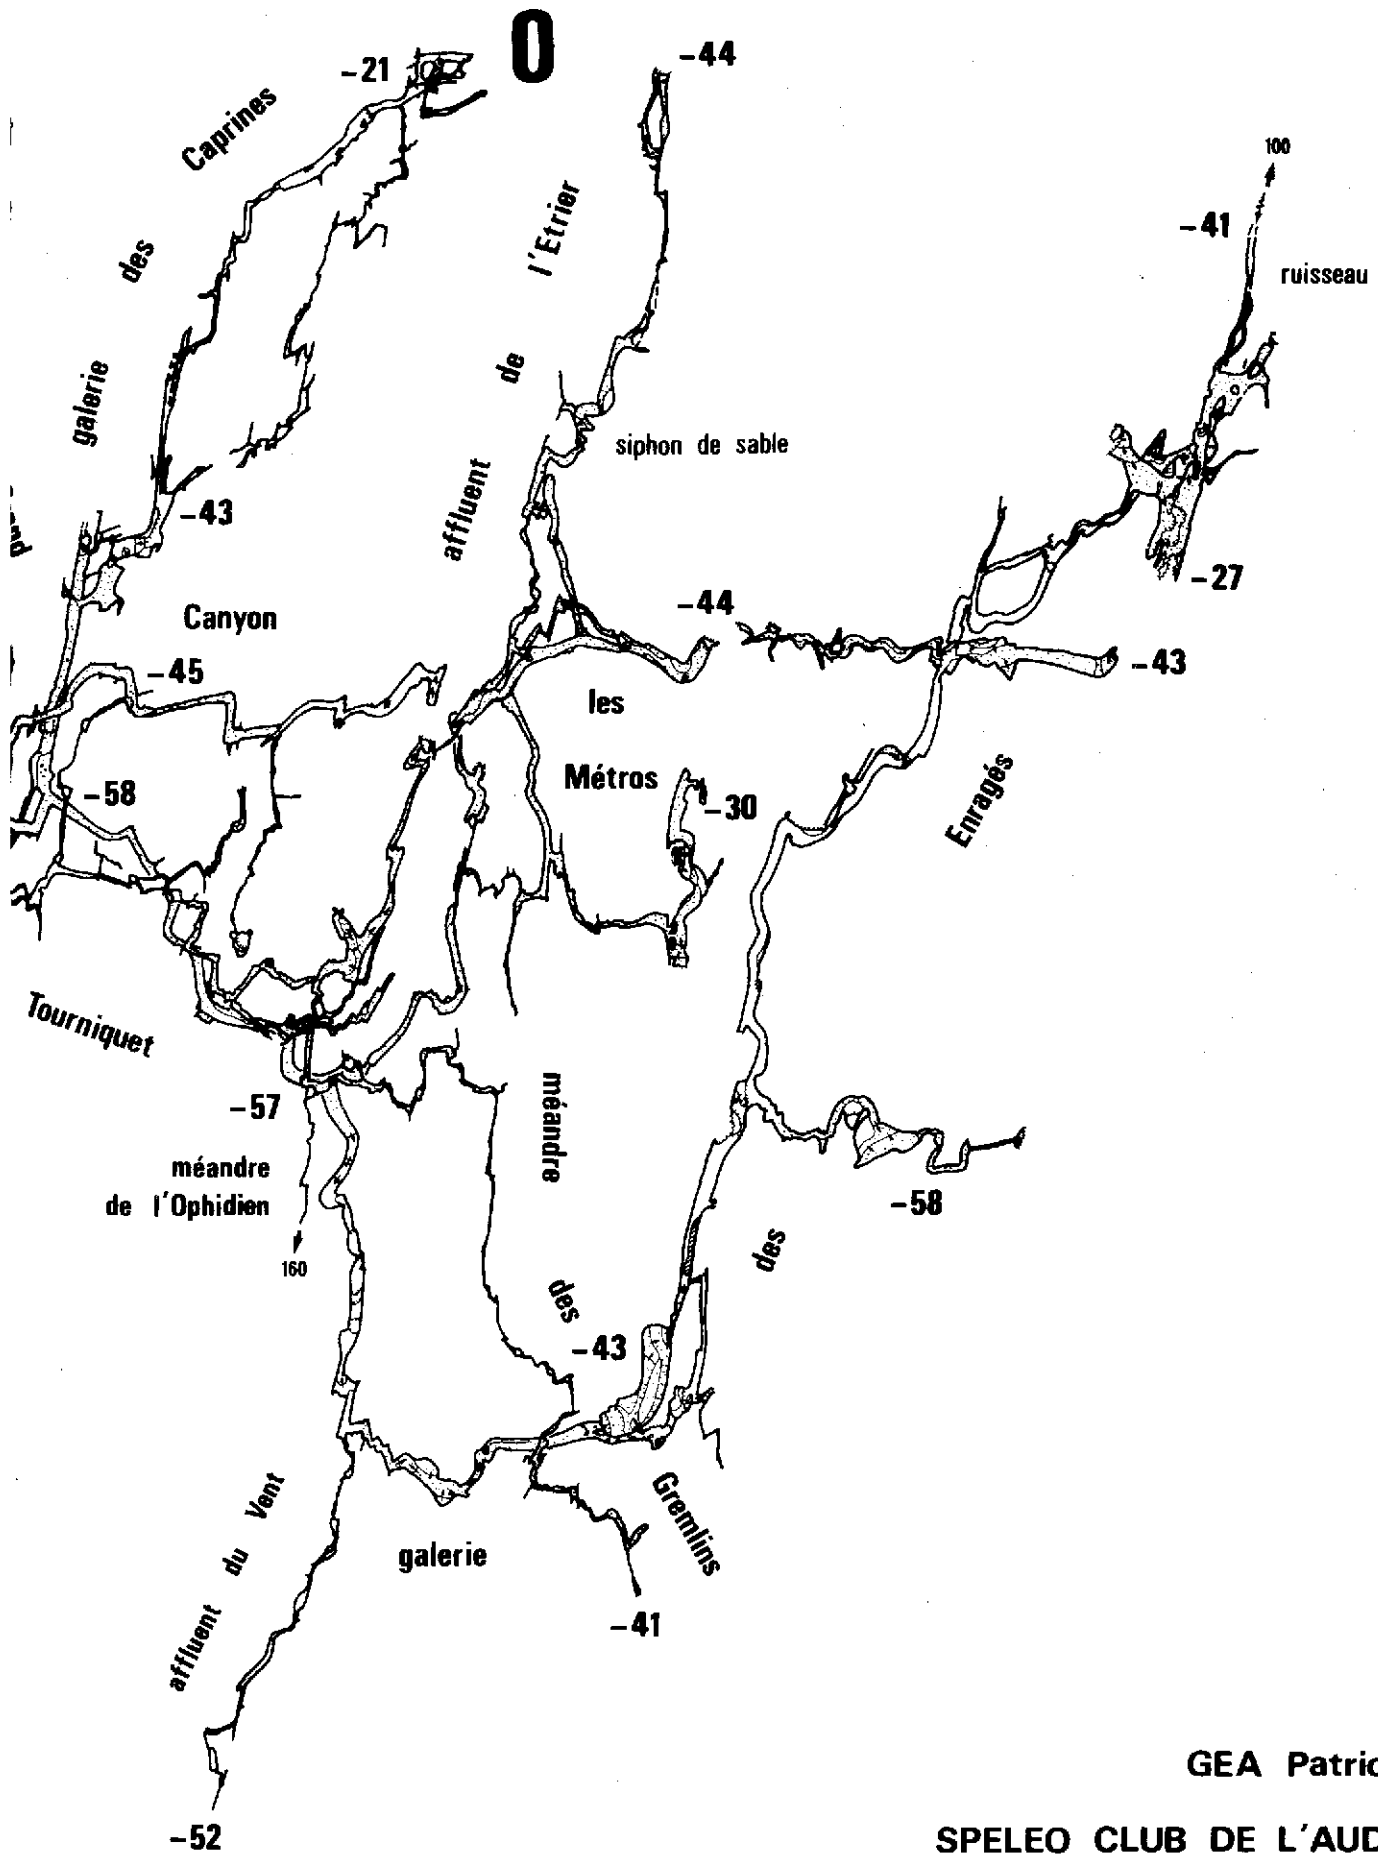 O
-44
-21
Caprines
100
-41
ruisseau
des
l'Etrier
de
galerie
siphon de sable
affluent
-43
-27
Canyon
-44
-45
-43
les
Métros
-58
-30
Enragés
Tourniquet
-57
méandre
méandre
de l'Ophidien
-58
160
des
des
-43
affluent du Vent
galerie
Gremlins
-41
GEA Patric
-52
SPELEO CLUB DE L'AUD